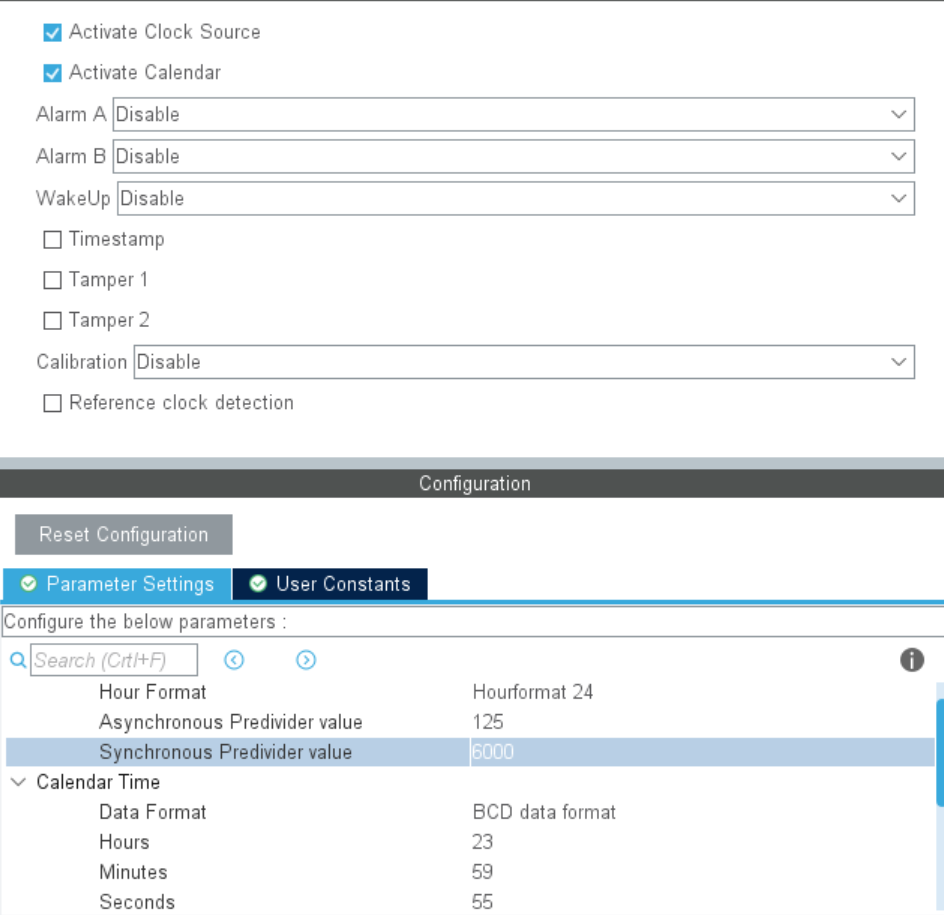 Activate Clock Source
Activate Calendar
Alarm A Disable
Alarm B Disable
WakeUp Disable
Timestamp
Tamper 1
Tamper 2
Calibration Disable
Reference clock detection
Configuration
Reset Configuration
Parameter Settings User Constants
Configure the below parameters :
Search (Crtl+F)
Hour Format Hourformat 24
Asynchronous Predivider value 125
Synchronous Predivider value 6000
Calendar Time
Data Format BCD data format
Hours 23
Minutes 59
Seconds 55